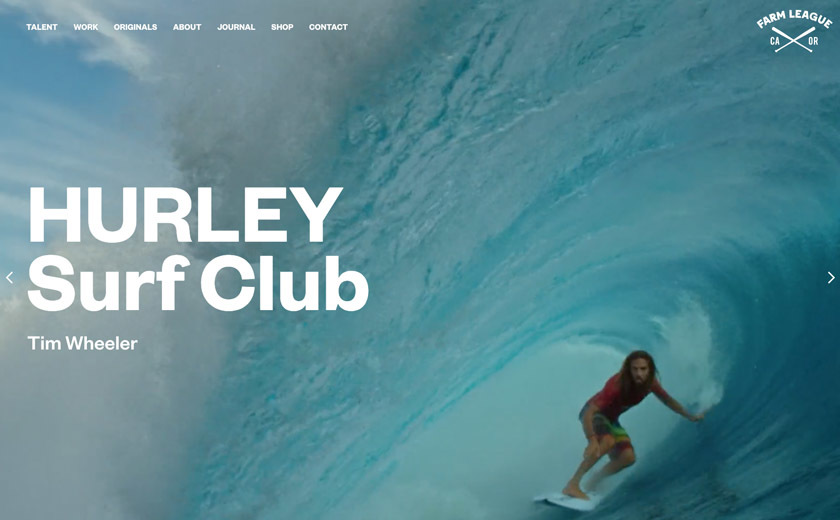 TALENT WORK ORIGINALS ABOUT JOURNAL SHOP CONTACT
FARM LEAGUE
CA OR
HURLEY
Surf Club
Tim Wheeler